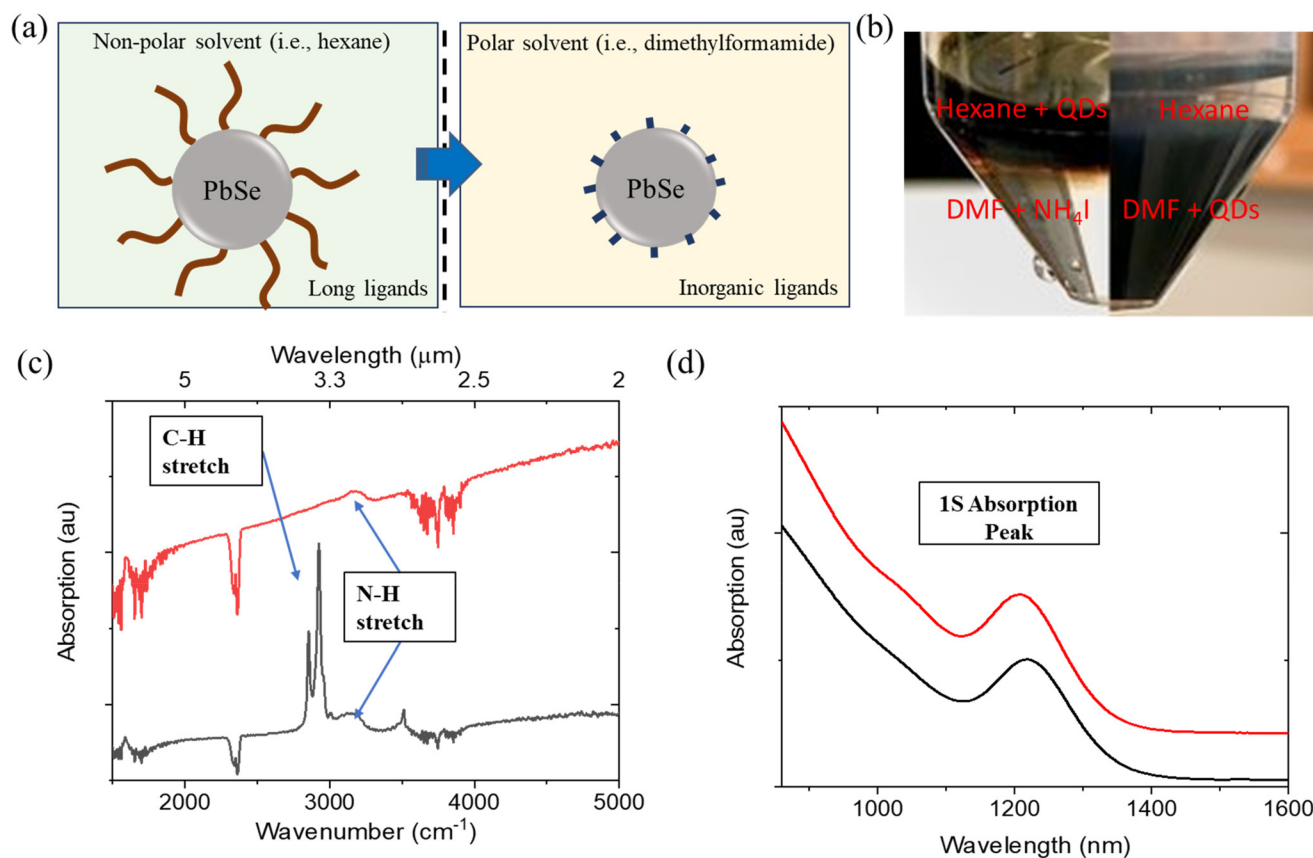 (a)
Non-polar solvent (i.e., hexane)
PbSe
Long ligands
Polar solvent (i.e., dimethylformamide)
PbSe
Inorganic ligands
(b)
Hexane + QDs
Hexane
DMF + NH₄I
DMF + QDs
(c)
Wavelength (μm)
5 3.3 2.5 2
C-H
stretch
N-H
stretch
Absorption (au)
2000 3000 4000 5000
Wavenumber (cm⁻¹)
(d)
1S Absorption
Peak
Absorption (au)
1000 1200 1400 1600
Wavelength (nm)